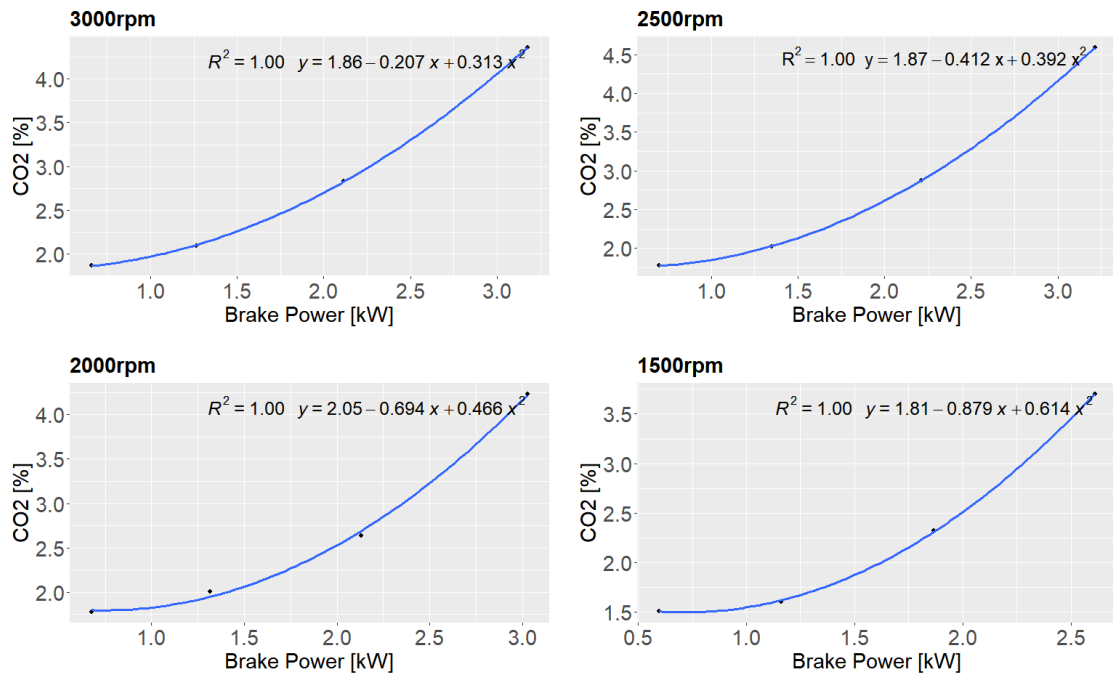 3000rpm
R² = 1.00 y = 1.86 − 0.207 x + 0.313 x²
4.0
3.5
3.0
2.5
2.0
CO2 [%]
1.0 1.5 2.0 2.5 3.0
Brake Power [kW]
2500rpm
R² = 1.00 y = 1.87 − 0.412 x + 0.392 x²
4.5
4.0
3.5
3.0
2.5
2.0
CO2 [%]
1.0 1.5 2.0 2.5 3.0
Brake Power [kW]
2000rpm
R² = 1.00 y = 2.05 − 0.694 x + 0.466 x²
4.0
3.5
3.0
2.5
2.0
CO2 [%]
1.0 1.5 2.0 2.5 3.0
Brake Power [kW]
1500rpm
R² = 1.00 y = 1.81 − 0.879 x + 0.614 x²
3.5
3.0
2.5
2.0
1.5
CO2 [%]
0.5 1.0 1.5 2.0 2.5
Brake Power [kW]